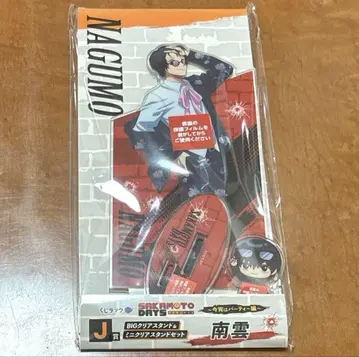 NAGUMO
表面の
保護フィルムを
剥がしてから
ご使用ください
NAGUMO
SAKAMOTO
DAYS
くじラック
SAKAMOTO
DAYS
～今宵はパーティー編～
J賞
BIGクリアスタンド&
ミニクリアスタンドセット
南雲